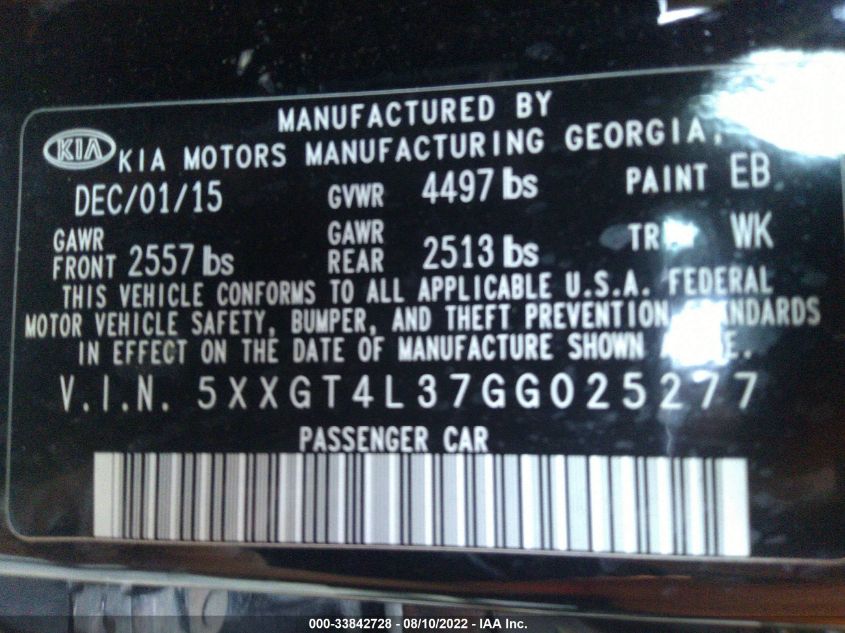 MANUFACTURED BY
KIA KIA MOTORS MANUFACTURING GEORGIA,
DEC/01/15 GVWR 4497 lbs PAINT EB
GAWR FRONT 2557 lbs GAWR REAR 2513 lbs WK
THIS VEHICLE CONFORMS TO ALL APPLICABLE U.S.A. FEDERAL
MOTOR VEHICLE SAFETY, BUMPER, AND THEFT PREVENTION
IN EFFECT ON THE DATE OF MANUFACTURE SHOWN
V.I.N. 5XXGT4L37GG025277
PASSENGER CAR
000-33842728 - 08/10/2022 - IAA Inc.